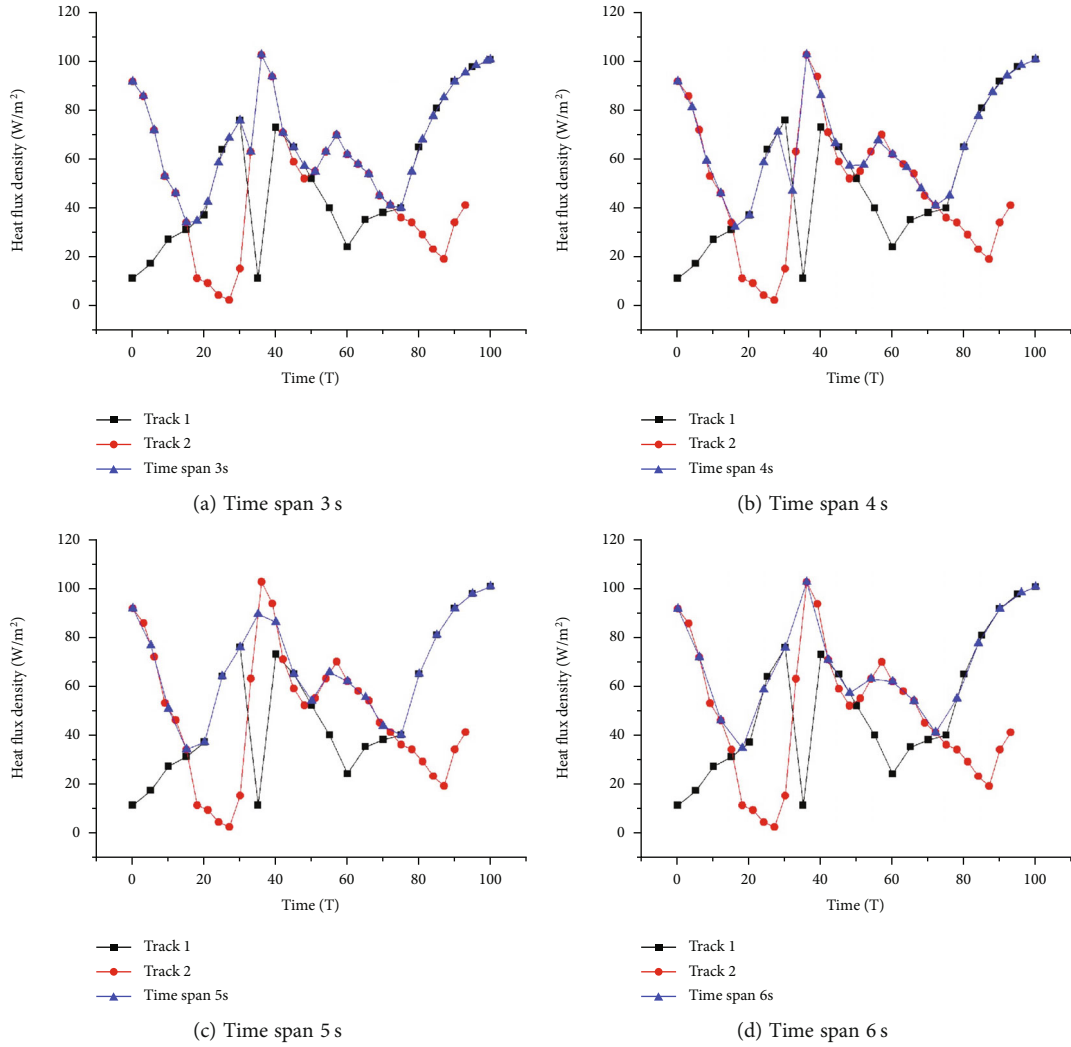 120
100
80
60
40
20
0
Heat flux density (W/m²)
0 20 40 60 80 100
Time (T)
Track 1
Track 2
Time span 3s
(a) Time span 3 s
120
100
80
60
40
20
0
Heat flux density (W/m²)
0 20 40 60 80 100
Time (T)
Track 1
Track 2
Time span 4s
(b) Time span 4 s
120
100
80
60
40
20
0
Heat flux density (W/m²)
0 20 40 60 80 100
Time (T)
Track 1
Track 2
Time span 5s
(c) Time span 5 s
120
100
80
60
40
20
0
Heat flux density (W/m²)
0 20 40 60 80 100
Time (T)
Track 1
Track 2
Time span 6s
(d) Time span 6 s